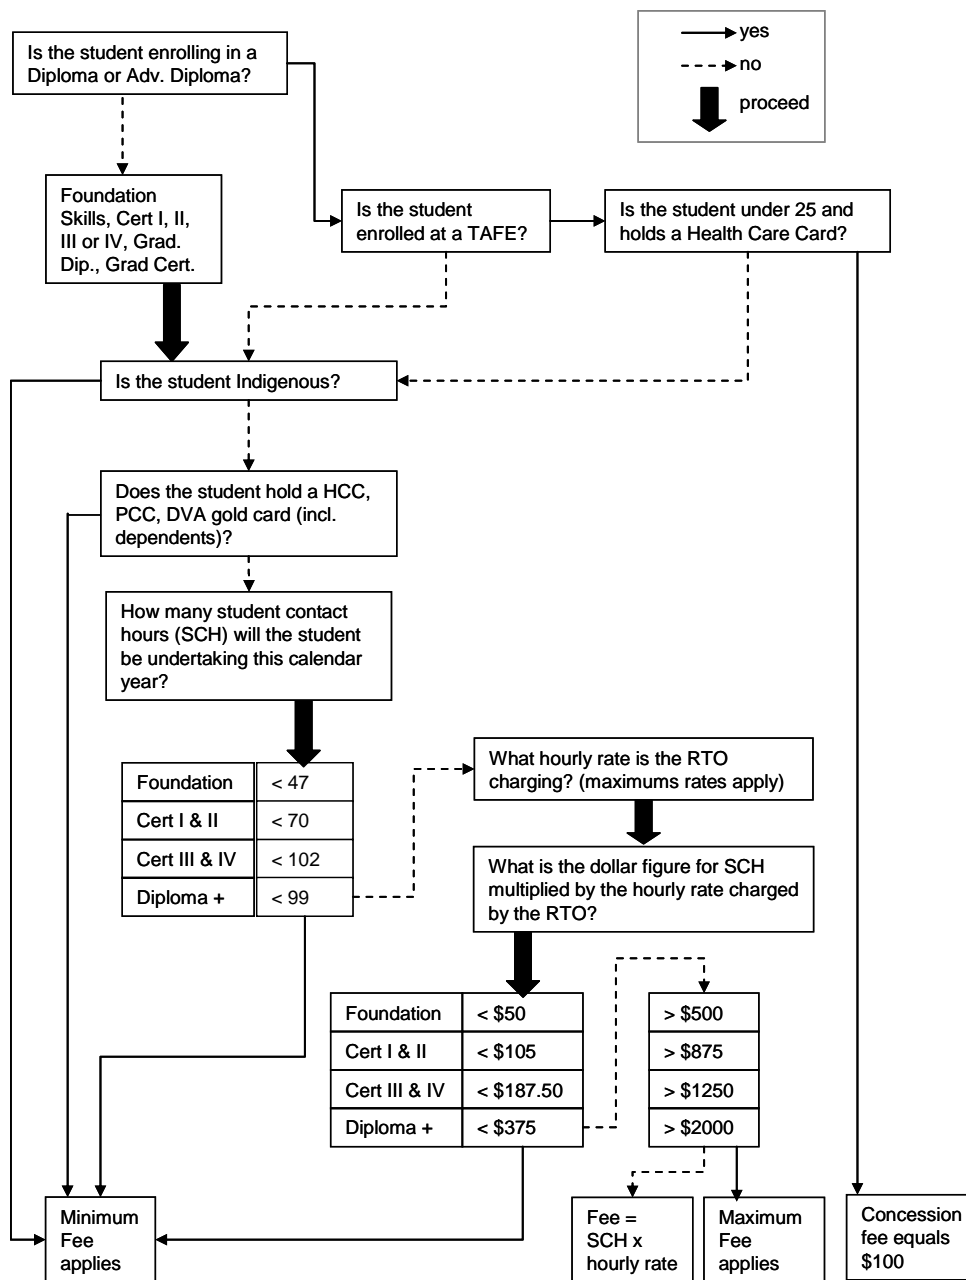 yes
no
proceed
Is the student enrolling in a
Diploma or Adv. Diploma?
Foundation
Skills, Cert I, II,
III or IV, Grad.
Dip., Grad Cert.
Is the student
enrolled at a TAFE?
Is the student under 25 and
holds a Health Care Card?
Is the student Indigenous?
Does the student hold a HCC,
PCC, DVA gold card (incl.
dependents)?
How many student contact
hours (SCH) will the student
be undertaking this calendar
year?
Foundation < 47
Cert I & II < 70
Cert III & IV < 102
Diploma + < 99
What hourly rate is the RTO
charging? (maximums rates apply)
What is the dollar figure for SCH
multiplied by the hourly rate charged
by the RTO?
Foundation < $50 > $500
Cert I & II < $105 > $875
Cert III & IV < $187.50 > $1250
Diploma + < $375 > $2000
Minimum
Fee
applies
Fee =
SCH x
hourly rate
Maximum
Fee
applies
Concession
fee equals
$100